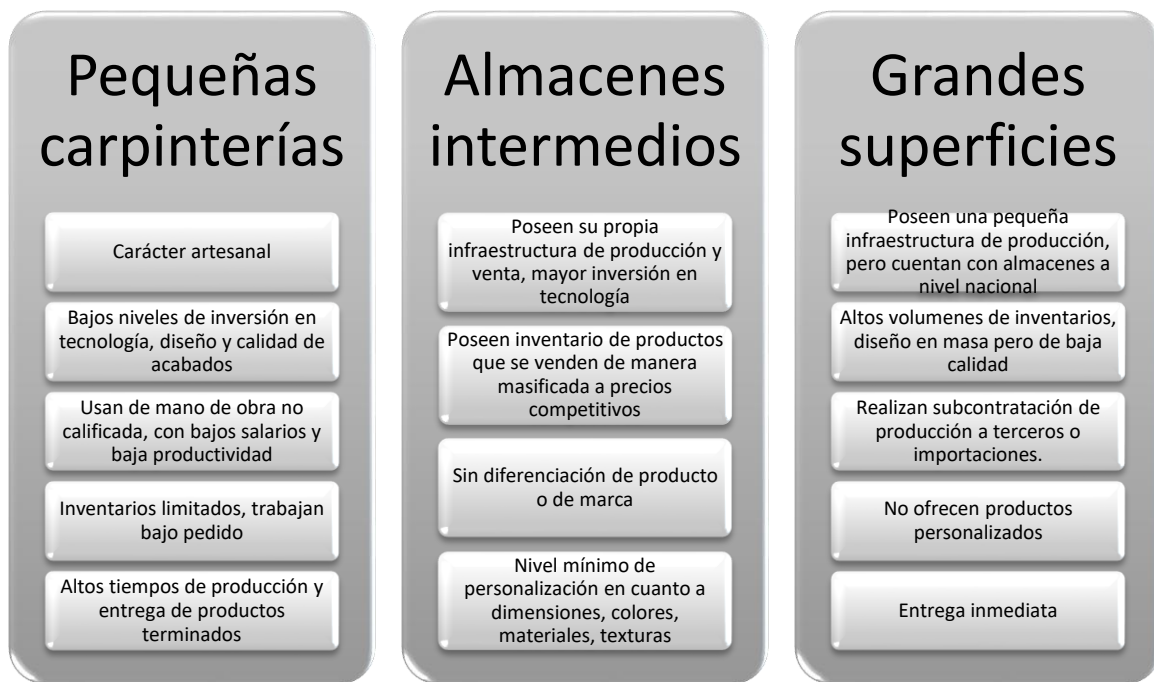 Pequeñas
carpinterías
Carácter artesanal
Bajos niveles de inversión en
tecnología, diseño y calidad de
acabados
Usan de mano de obra no
calificada, con bajos salarios y
baja productividad
Inventarios limitados, trabajan
bajo pedido
Altos tiempos de producción y
entrega de productos
terminados
Almacenes
intermedios
Poseen su propia
infraestructura de producción y
venta, mayor inversión en
tecnología
Poseen inventario de productos
que se venden de manera
masificada a precios
competitivos
Sin diferenciación de producto
o de marca
Nivel mínimo de
personalización en cuanto a
dimensiones, colores,
materiales, texturas
Grandes
superficies
Poseen una pequeña
infraestructura de producción,
pero cuentan con almacenes a
nivel nacional
Altos volumenes de inventarios,
diseño en masa pero de baja
calidad
Realizan subcontratación de
producción a terceros o
importaciones.
No ofrecen productos
personalizados
Entrega inmediata